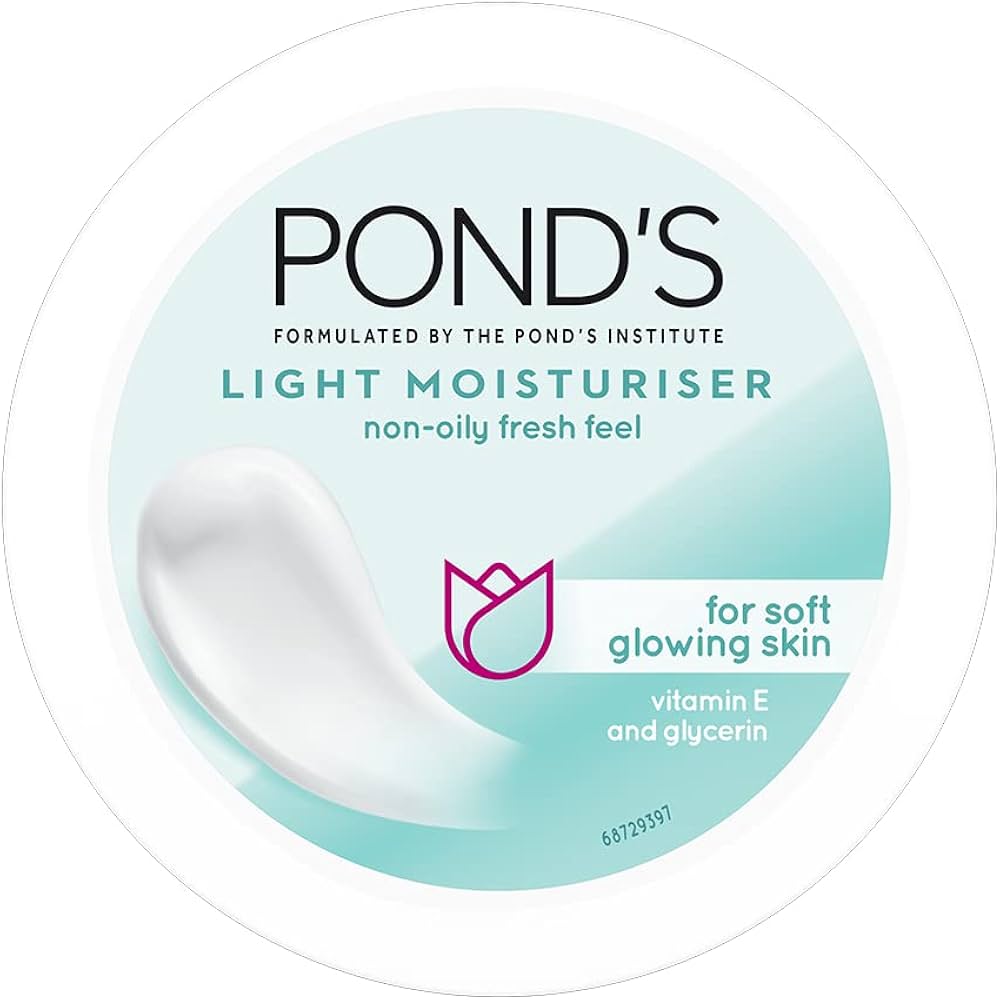 POND'S
FORMULATED BY THE POND'S INSTITUTE
LIGHT MOISTURISER
non-oily fresh feel
for soft
glowing skin
vitamin E
and glycerin
68729397